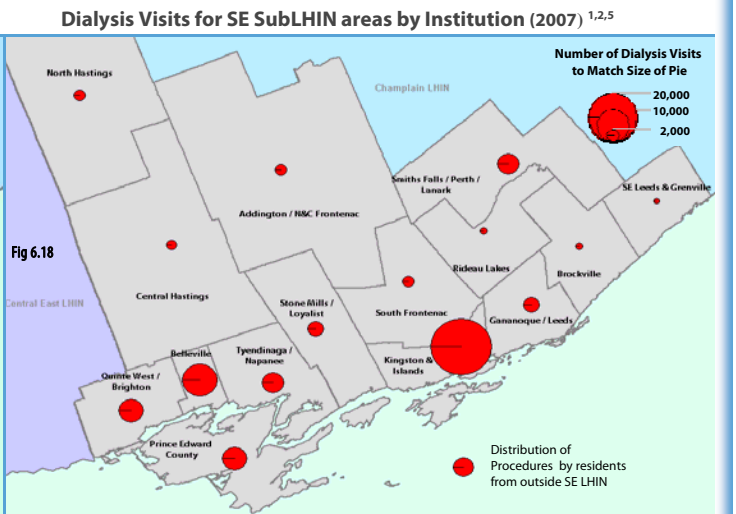 Dialysis Visits for SE SubLHIN areas by Institution (2007) 1,2,5
Number of Dialysis Visits
to Match Size of Pie
20,000
10,000
2,000
North Hastings
Champlain LHIN
Smiths Falls / Perth /
Lanark
SE Leeds & Grenville
Addington / N&C Frontenac
Fig 6.18
Rideau Lakes
Brockville
Central East LHIN
Central Hastings
Stone Mills /
Loyalist
South Frontenac
Gananoque / Leeds
Belleville
Tyendinaga /
Napanee
Kingston &
Islands
Quinte West /
Brighton
Prince Edward
County
Distribution of
Procedures by residents
from outside SE LHIN